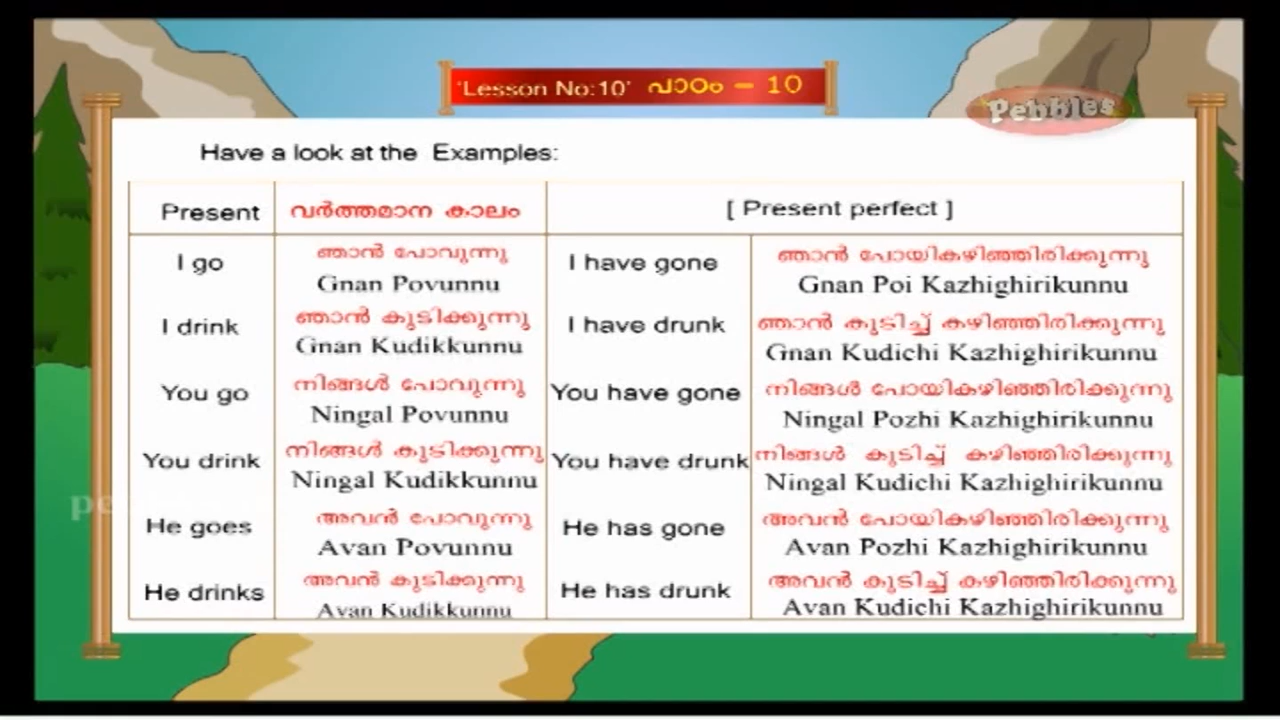 'Lesson No:10' പാഠം – 10
Pebbles
Have a look at the Examples:
Present വർത്തമാന കാലം [ Present perfect ]
I go ഞാൻ പോവുന്നു I have gone ഞാൻ പോയികഴിഞ്ഞിരിക്കുന്നു
Gnan Povunnu Gnan Poi Kazhighirikunnu
I drink ഞാൻ കുടിക്കുന്നു I have drunk ഞാൻ കുടിച്ച് കഴിഞ്ഞിരിക്കുന്നു
Gnan Kudikkunnu Gnan Kudichi Kazhighirikunnu
You go നിങ്ങൾ പോവുന്നു You have gone നിങ്ങൾ പോയികഴിഞ്ഞിരിക്കുന്നു
Ningal Povunnu Ningal Pozhi Kazhighirikunnu
You drink നിങ്ങൾ കുടിക്കുന്നു You have drunk നിങ്ങൾ കുടിച്ച് കഴിഞ്ഞിരിക്കുന്നു
Ningal Kudikkunnu Ningal Kudichi Kazhighirikunnu
He goes അവൻ പോവുന്നു He has gone അവൻ പോയികഴിഞ്ഞിരിക്കുന്നു
Avan Povunnu Avan Pozhi Kazhighirikunnu
He drinks അവൻ കുടിക്കുന്നു He has drunk അവൻ കുടിച്ച് കഴിഞ്ഞിരിക്കുന്നു
Avan Kudikkunnu Avan Kudichi Kazhighirikunnu